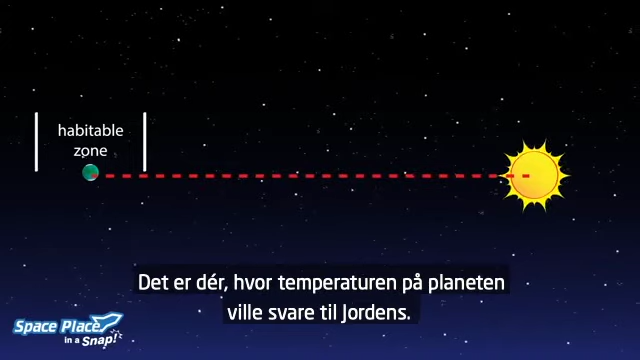 habitable
zone
Det er dér, hvor temperaturen på planeten
ville svare til Jordens.
Space Place
in a Snap!